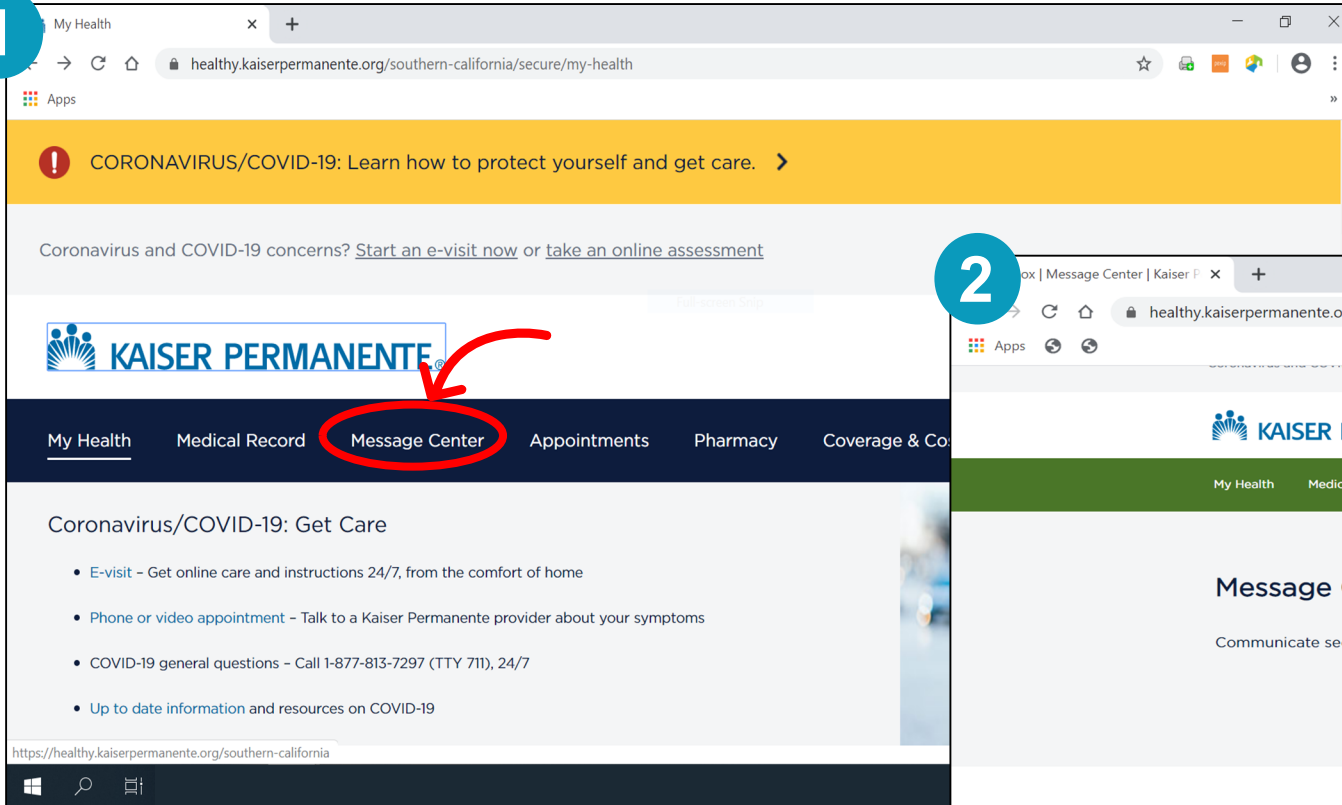 1
My Health
healthy.kaiserpermanente.org/southern-california/secure/my-health
Apps
»
CORONAVIRUS/COVID-19: Learn how to protect yourself and get care.
Coronavirus and COVID-19 concerns? Start an e-visit now or take an online assessment
KAISER PERMANENTE®
My Health Medical Record Message Center Appointments Pharmacy Coverage & Co
Coronavirus/COVID-19: Get Care
• E-visit – Get online care and instructions 24/7, from the comfort of home
• Phone or video appointment – Talk to a Kaiser Permanente provider about your symptoms
• COVID-19 general questions – Call 1-877-813-7297 (TTY 711), 24/7
• Up to date information and resources on COVID-19
https://healthy.kaiserpermanente.org/southern-california
2
ox | Message Center | Kaiser P
healthy.kaiserpermanente.o
Apps
KAISER
My Health Medic
Message
Communicate se